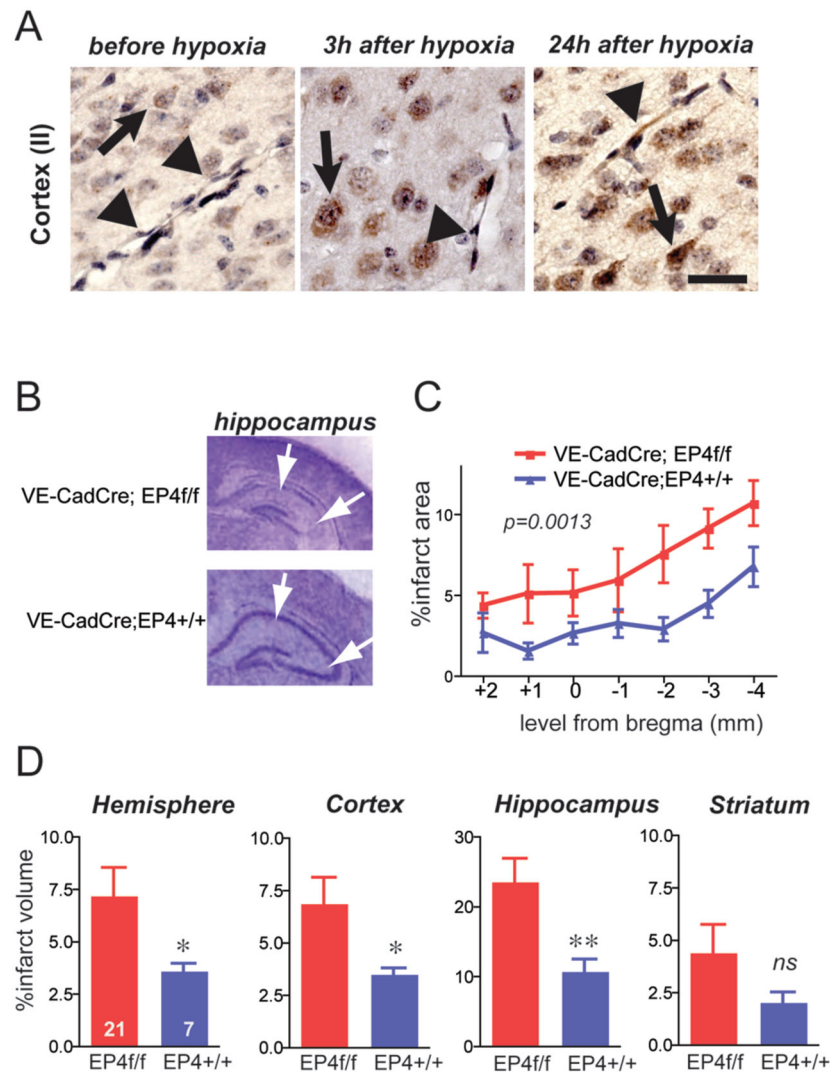 A
before hypoxia
3h after hypoxia
24h after hypoxia
Cortex (II)
B
hippocampus
VE-CadCre; EP4f/f
VE-CadCre;EP4+/+
C
VE-CadCre; EP4f/f
VE-CadCre;EP4+/+
p=0.0013
%infarct area
10
5
0
+2 +1 0 -1 -2 -3 -4
level from bregma (mm)
D
Hemisphere
%infarct volume
10.0
7.5
5.0
2.5
0.0
*
21 7
EP4f/f EP4+/+
Cortex
10.0
7.5
5.0
2.5
0.0
*
EP4f/f EP4+/+
Hippocampus
30
20
10
0
**
EP4f/f EP4+/+
Striatum
10.0
7.5
5.0
2.5
0.0
ns
EP4f/f EP4+/+